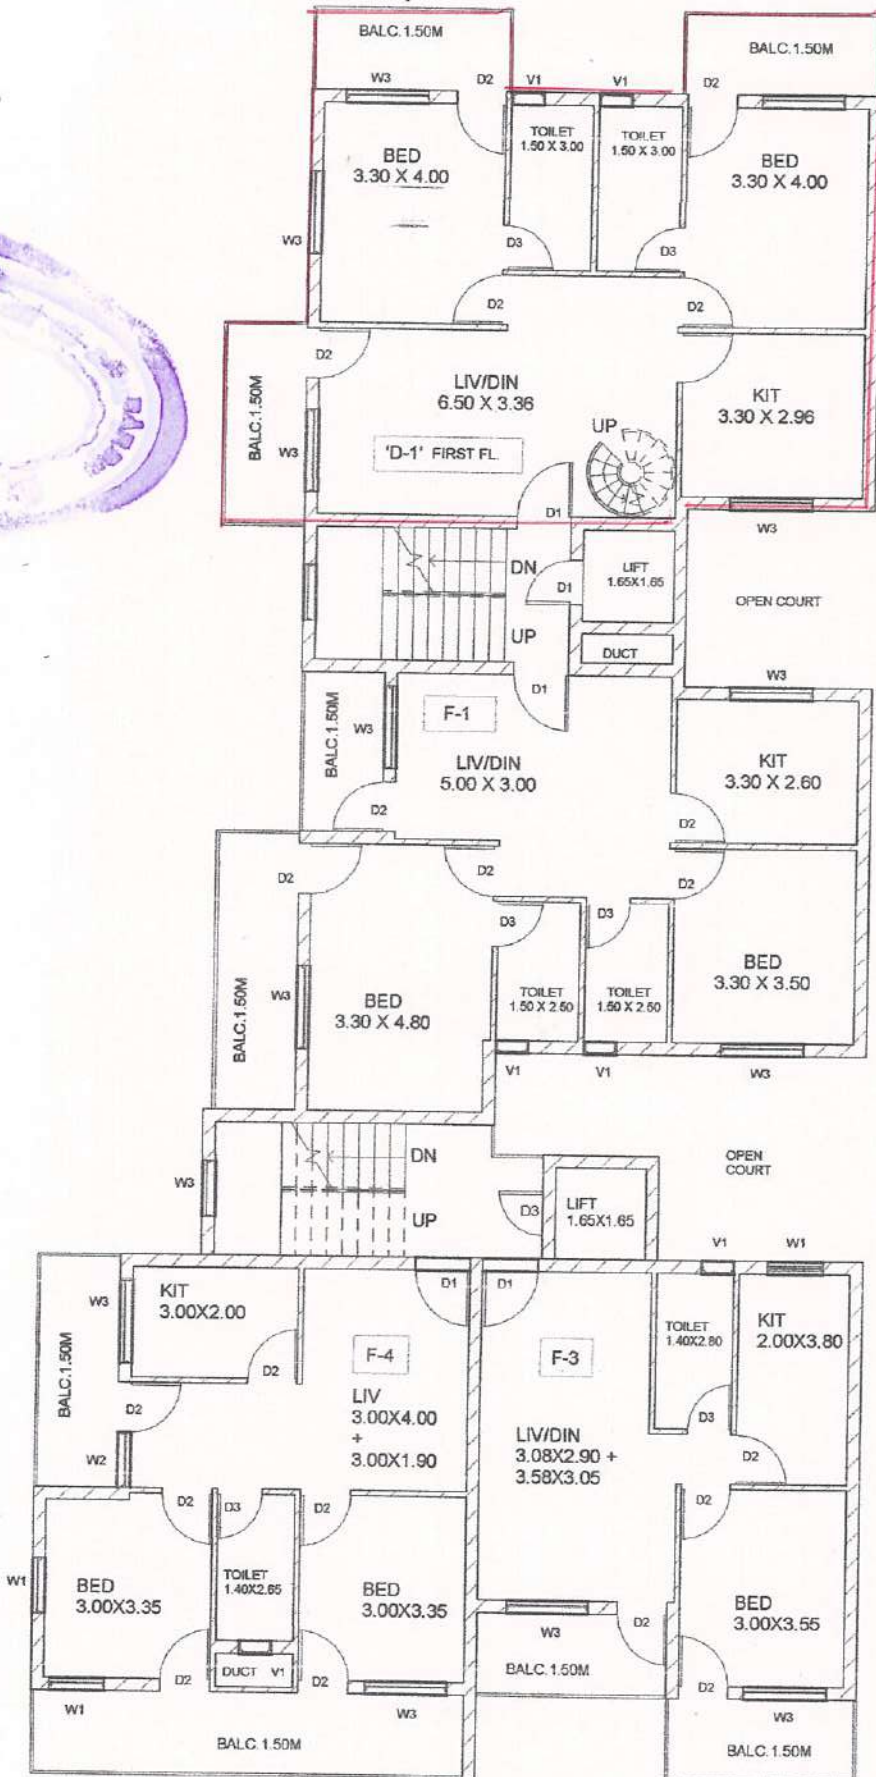 BALC.1.50M
BALC.1.50M
W3
D2
V1
V1
D2
BED
3.30 X 4.00
TOILET
1.50 X 3.00
TOILET
1.50 X 3.00
BED
3.30 X 4.00
W3
D3
D3
D2
D2
D2
BALC.1.50M
W3
LIV/DIN
6.50 X 3.36
KIT
3.30 X 2.96
UP
'D-1' FIRST FL.
D1
W3
DN
D1
LIFT
1.65X1.65
OPEN COURT
UP
DUCT
D1
W3
BALC.1.50M
W3
F-1
LIV/DIN
5.00 X 3.00
KIT
3.30 X 2.60
D2
D2
D2
D2
D2
D3
D3
BALC.1.50M
W3
BED
3.30 X 4.80
TOILET
1.50 X 2.50
TOILET
1.50 X 2.50
BED
3.30 X 3.50
V1
V1
W3
DN
OPEN
COURT
W3
UP
D3
LIFT
1.65X1.65
V1
W1
BALC.1.50M
W3
KIT
3.00X2.00
D1
D1
TOILET
1.40X2.80
KIT
2.00X3.80
F-4
F-3
D2
D2
LIV
3.00X4.00
+
3.00X1.90
LIV/DIN
3.08X2.90 +
3.58X3.05
D3
D2
W2
D2
D3
D2
D2
W1
BED
3.00X3.35
TOILET
1.40X2.65
BED
3.00X3.35
BED
3.00X3.55
W3
D2
DUCT
V1
D2
D2
BALC.1.50M
D2
W1
W3
W3
BALC.1.50M
BALC.1.50M